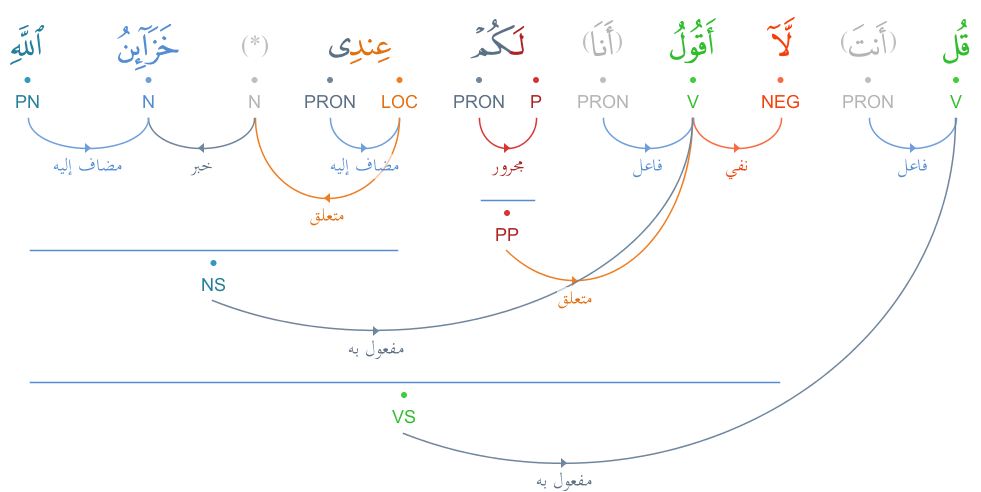 قُل (أَنتَ) لَّآ أَقُولُ (أَنَا) لَكُمْ عِندِى (*) خَزَآئِنُ ٱللَّهِ
V PRON NEG V PRON P PRON LOC PRON N N PN
فاعل نفي فاعل مجرور مضاف إليه خبر مضاف إليه
متعلق
PP
NS
متعلق
مفعول به
VS
مفعول به